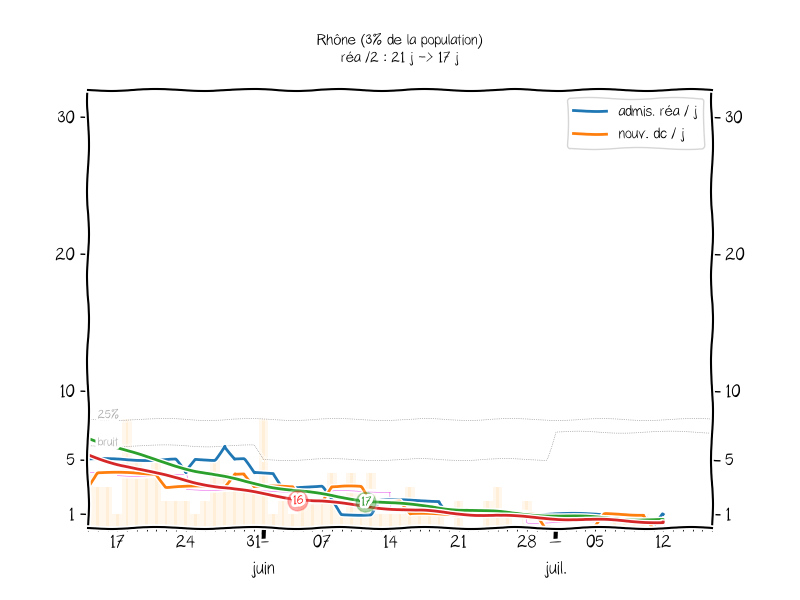 Rhône (3% de la population)
réa /2 : 21 j -> 17 j
admis. réa / j
nouv. dc / j
30 30
20 20
10 10
25%
bruit
5 5
16 17
1 1
17 24 31 07 14 21 28 05 12
juin juil.